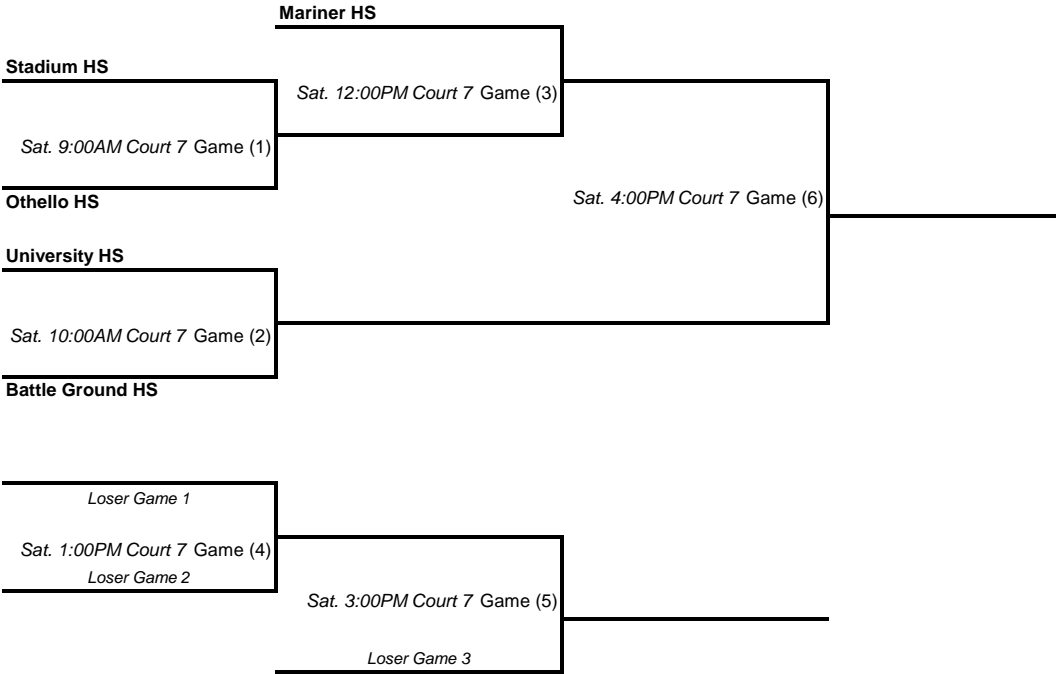 Mariner HS
Stadium HS
Sat. 12:00PM Court 7 Game (3)
Sat. 9:00AM Court 7 Game (1)
Othello HS
Sat. 4:00PM Court 7 Game (6)
University HS
Sat. 10:00AM Court 7 Game (2)
Battle Ground HS
Loser Game 1
Sat. 1:00PM Court 7 Game (4)
Loser Game 2
Sat. 3:00PM Court 7 Game (5)
Loser Game 3